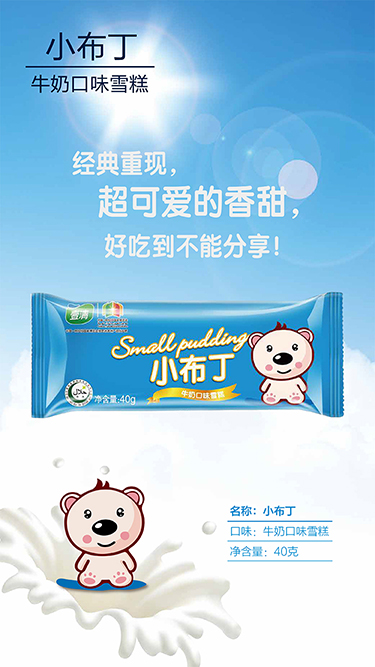 小布丁
牛奶口味雪糕
经典重现，
超可爱的香甜，
好吃到不能分享！
Small pudding
小布丁
牛奶口味雪糕
净含量:40g
名称：小布丁
口味：牛奶口味雪糕
净含量：40克